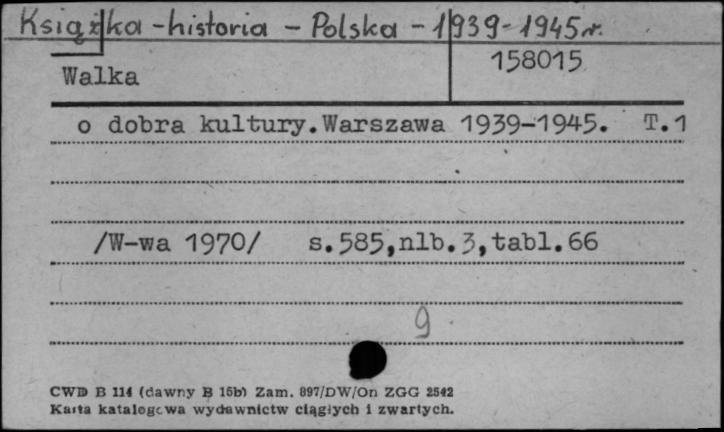 Książka - historia - Polska - 1939-1945 r.
158015
Walka
o dobra kultury. Warszawa 1939-1945. T.1
/W-wa 1970/ s.585,nlb.3,tabl.66
9
CWD B 114 (dawny B 15b) Zam. 897/DW/On ZGG 2542
Karta katalogowa wydawnictw ciągłych i zwartych.